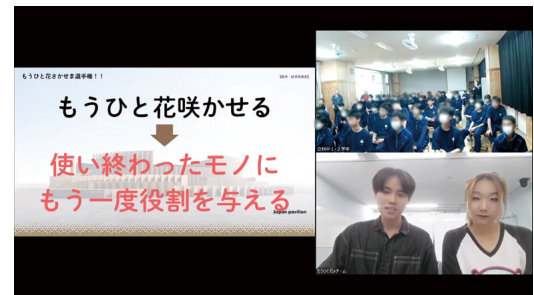 もうひと花さかせま選手権！！
もうひと花咲かせる
使い終わったモノに
もう一度役割を与える
Japan pavilion